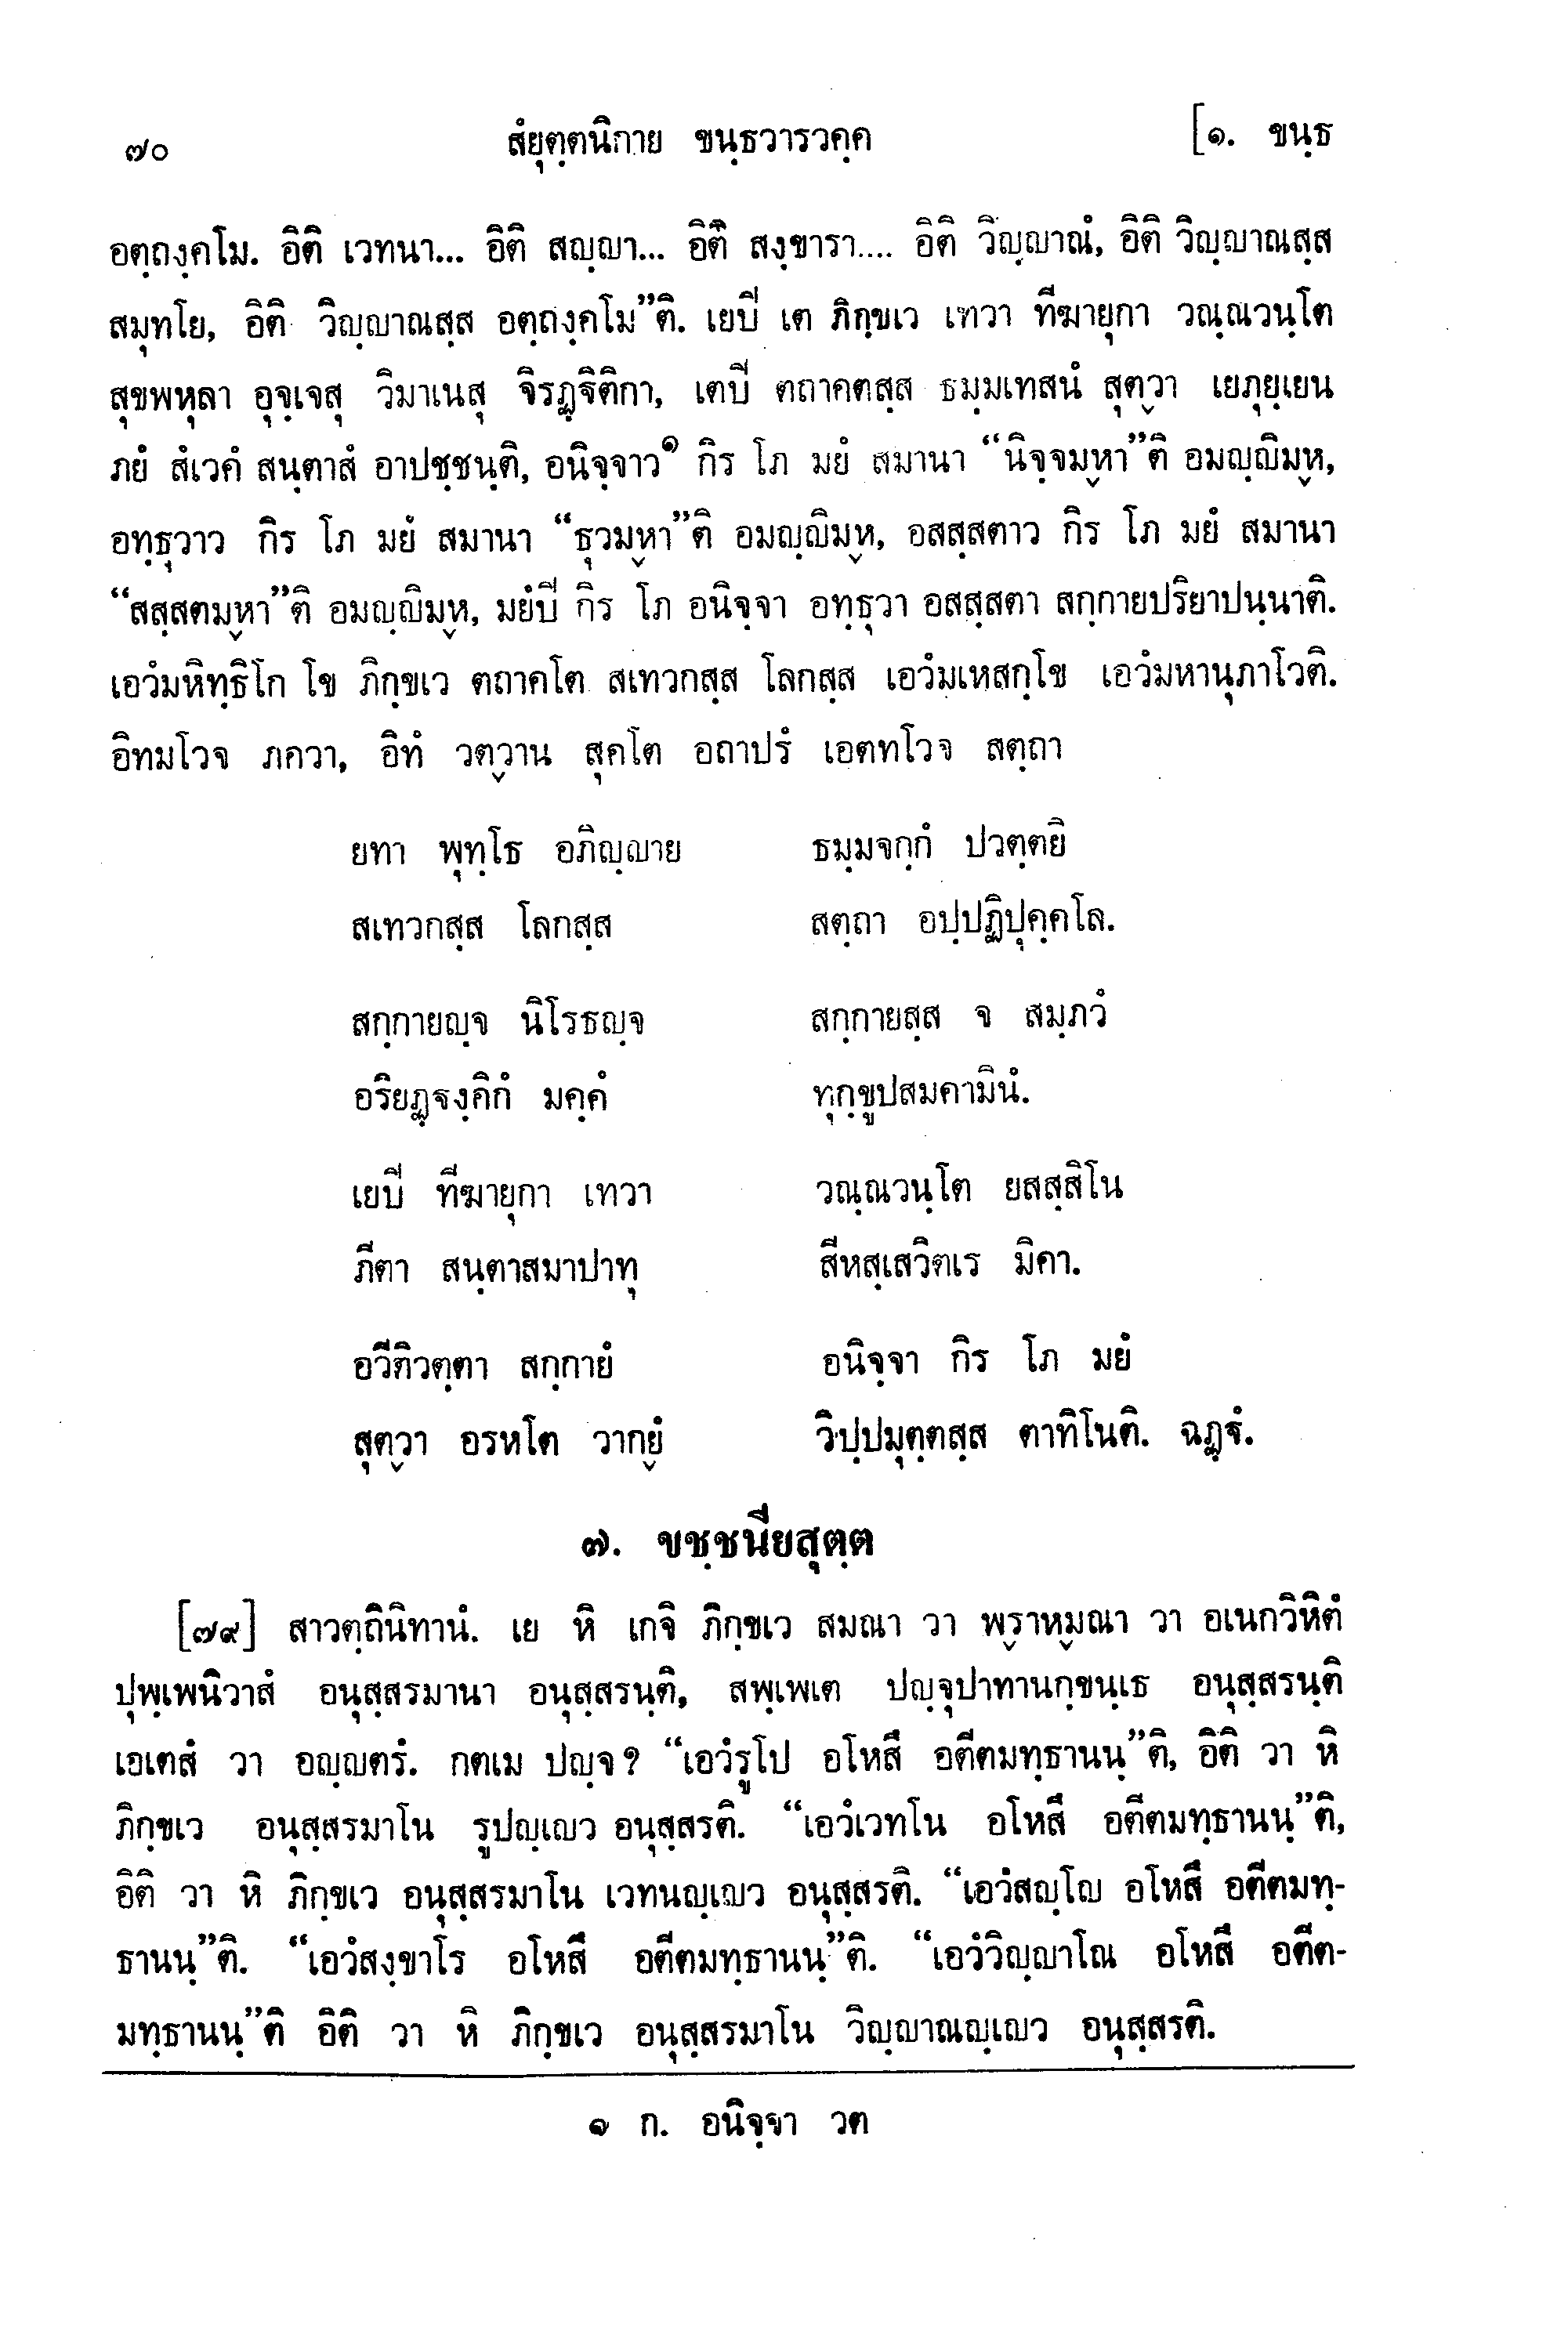 ๗๐ สํยุตฺตนิกาย ขนฺธวารวคฺค [๑. ขนฺธ
อตฺถงฺคโม. อิติ เวทนา... อิติ สญฺญา... อิติ สงฺขารา.... อิติ วิญฺญาณํ, อิติ วิญฺญาณสฺส
สมุทโย, อิติ วิญฺญาณสฺส อตฺถงฺคโม”ติ. เยปิ เต ภิกฺขเว เทวา ทีฆายุกา วณฺณวนฺโต
สุขพหุลา อุจฺเจสุ วิมาเนสุ จิรฏฺฐิติกา, เตปิ ตถาคตสฺส ธมฺมเทสนํ สุตฺวา เยภุยฺเยน
ภยํ สํเวคํ สนฺตาสํ อาปชฺชนฺติ, อนิจฺจาว๑ กิร โภ มยํ สมานา “นิจฺจมฺหา”ติ อมญฺญิมฺห,
อทฺธุวาว กิร โภ มยํ สมานา “ธุวมฺหา”ติ อมญฺญิมฺห, อสสฺสตาว กิร โภ มยํ สมานา
“สสฺสตมฺหา”ติ อมญฺญิมฺห, มยํปิ กิร โภ อนิจฺจา อทฺธุวา อสสฺสตา สกฺกายปริยาปนฺนาติ.
เอวํมหิทฺธิโก โข ภิกฺขเว ตถาคโต สเทวกสฺส โลกสฺส เอวํมเหสกฺโข เอวํมหานุภาโวติ.
อิทมโวจ ภควา, อิทํ วตฺวาน สุคโต อถาปรํ เอตทโวจ สตฺถา
ยทา พุทฺโธ อภิญฺญาย ธมฺมจกฺกํ ปวตฺตยิ
สเทวกสฺส โลกสฺส สตฺถา อปฺปฏิปุคฺคโล.
สกฺกายญฺจ นิโรธญฺจ สกฺกายสฺส จ สมฺภวํ
อริยฏฺฐงฺคิกํ มคฺคํ ทุกฺขูปสมคามินํ.
เยปิ ทีฆายุกา เทวา วณฺณวนฺโต ยสสฺสิโน
ภีตา สนฺตาสมาปาทุ สีหสฺเสวิตเร มิคา.
อวีติวตฺตา สกฺกายํ อนิจฺจา กิร โภ มยํ
สุตฺวา อรหโต วากฺยํ วิปฺปมุตฺตสฺส ตาทิโนติ. ฉฏฺฐํ.
๗. ขชฺชนียสุตฺต
[๗๙] สาวตฺถินิทานํ. เย หิ เกจิ ภิกฺขเว สมณา วา พฺราหฺมณา วา อเนกวิหิตํ
ปุพฺเพนิวาสํ อนุสฺสรมานา อนุสฺสรนฺติ, สพฺเพเต ปญฺจุปาทานกฺขนฺเธ อนุสฺสรนฺติ
เอเตสํ วา อญฺญตรํ. กตเม ปญฺจ? “เอวํรูโป อโหสึ อตีตมทฺธานนฺ”ติ, อิติ วา หิ
ภิกฺขเว อนุสฺสรมาโน รูปญฺเญว อนุสฺสรติ. “เอวํเวทโน อโหสึ อตีตมทฺธานนฺ”ติ,
อิติ วา หิ ภิกฺขเว อนุสฺสรมาโน เวทนญฺเญว อนุสฺสรติ. “เอวํสญฺโญ อโหสึ อตีตมทฺ-
ธานนฺ”ติ. “เอวํสงฺขาโร อโหสึ อตีตมทฺธานนฺ”ติ. “เอวํวิญฺญาโณ อโหสึ อตีต-
มทฺธานนฺ”ติ อิติ วา หิ ภิกฺขเว อนุสฺสรมาโน วิญฺญาณญฺเญว อนุสฺสรติ.
๑ ก. อนิจฺจา วต